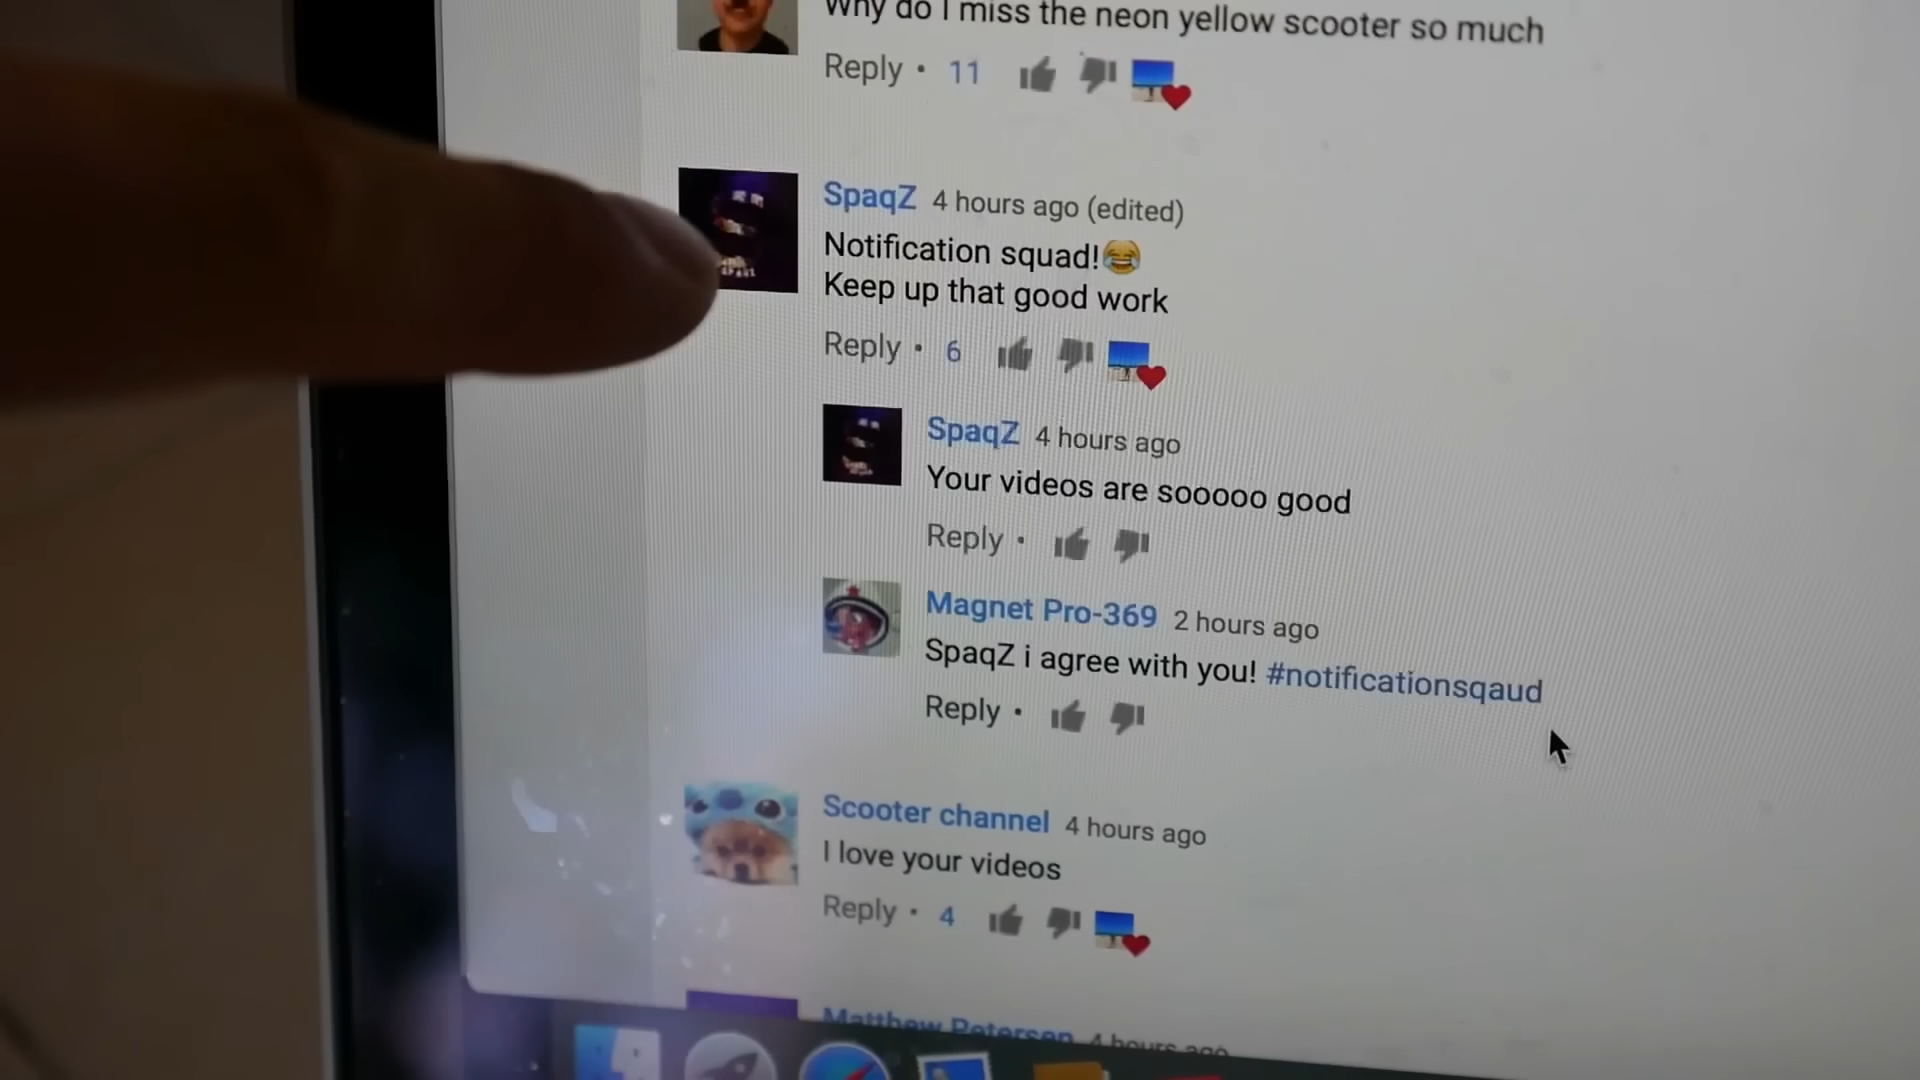 Why do I miss the neon yellow scooter so much
Reply • 11
SpaqZ 4 hours ago (edited)
Notification squad!😂
Keep up that good work
Reply • 6
SpaqZ 4 hours ago
Your videos are sooooo good
Reply •
Magnet Pro-369 2 hours ago
SpaqZ i agree with you! #notificationsqaud
Reply •
Scooter channel 4 hours ago
I love your videos
Reply • 4
Matthew Petersen 4 hours ago